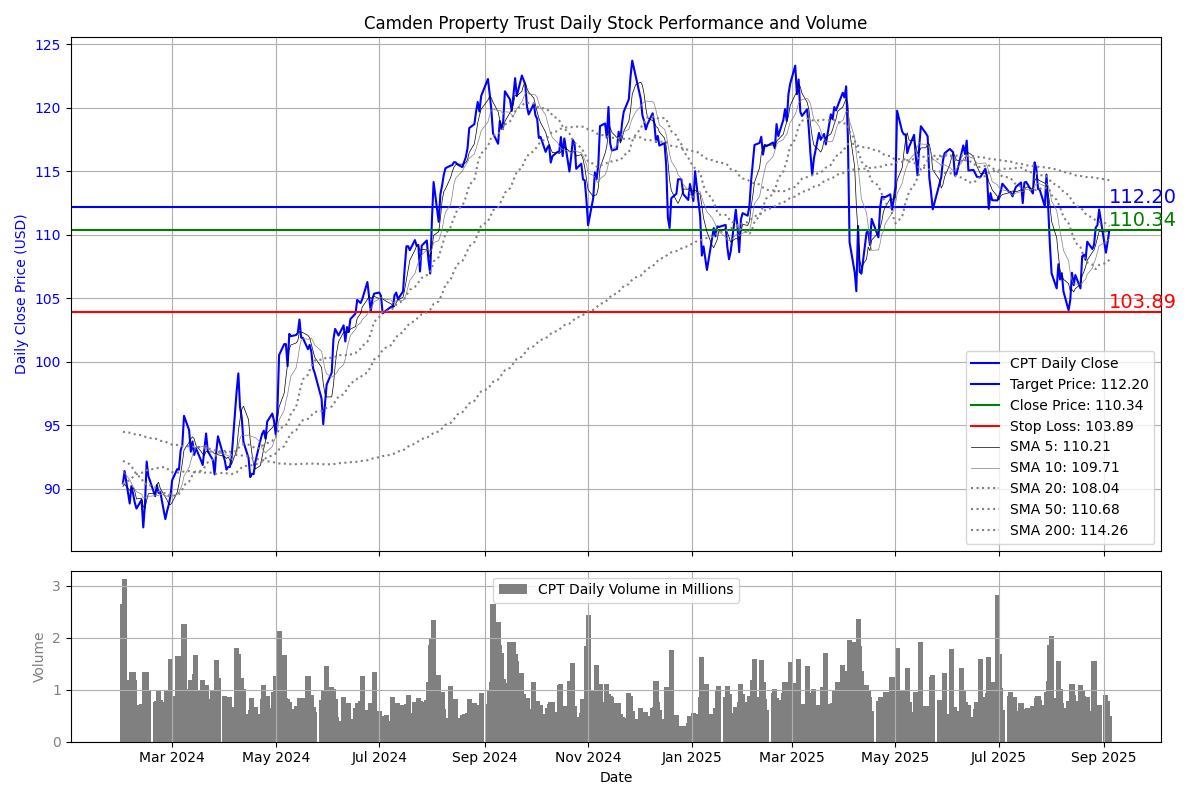 Camden Property Trust Daily Stock Performance and Volume
Daily Close Price (USD)
125
120
115
110
105
100
95
90
112.20
110.34
103.89
CPT Daily Close
Target Price: 112.20
Close Price: 110.34
Stop Loss: 103.89
SMA 5: 110.21
SMA 10: 109.71
SMA 20: 108.04
SMA 50: 110.68
SMA 200: 114.26
Volume
3
2
1
0
CPT Daily Volume in Millions
Mar 2024 May 2024 Jul 2024 Sep 2024 Nov 2024 Jan 2025 Mar 2025 May 2025 Jul 2025 Sep 2025
Date